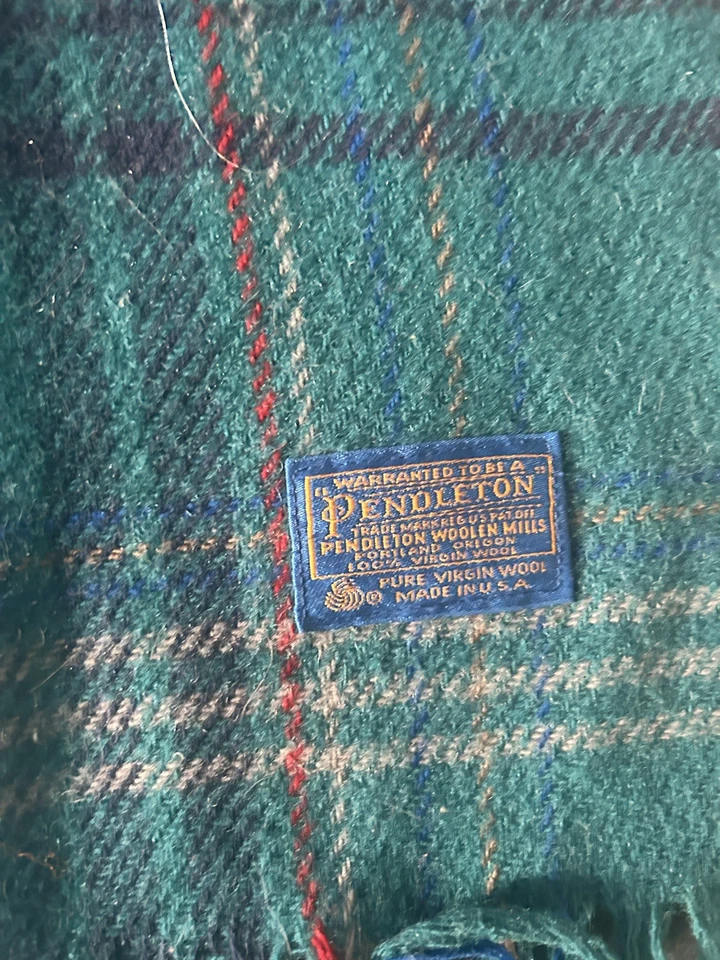 "WARRANTED TO BE A
PENDLETON"
TRADE MARK REG US PAT. OFF
PENDLETON WOOLEN MILLS
PORTLAND, OREGON
100% VIRGIN WOOL
R PURE VIRGIN WOOL
MADE IN U.S.A.